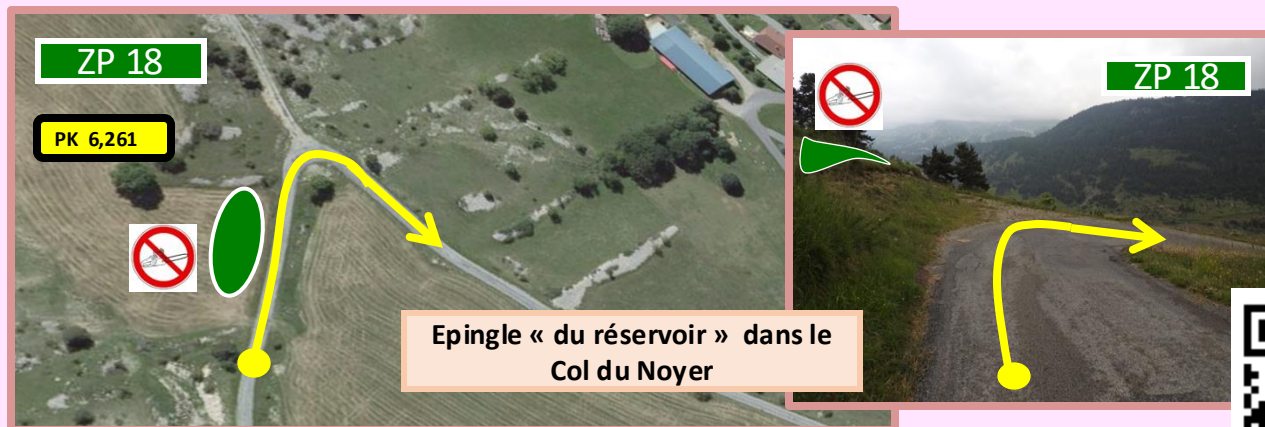 ZP 18
PK 6,261
ZP 18
Epingle « du réservoir » dans le
Col du Noyer